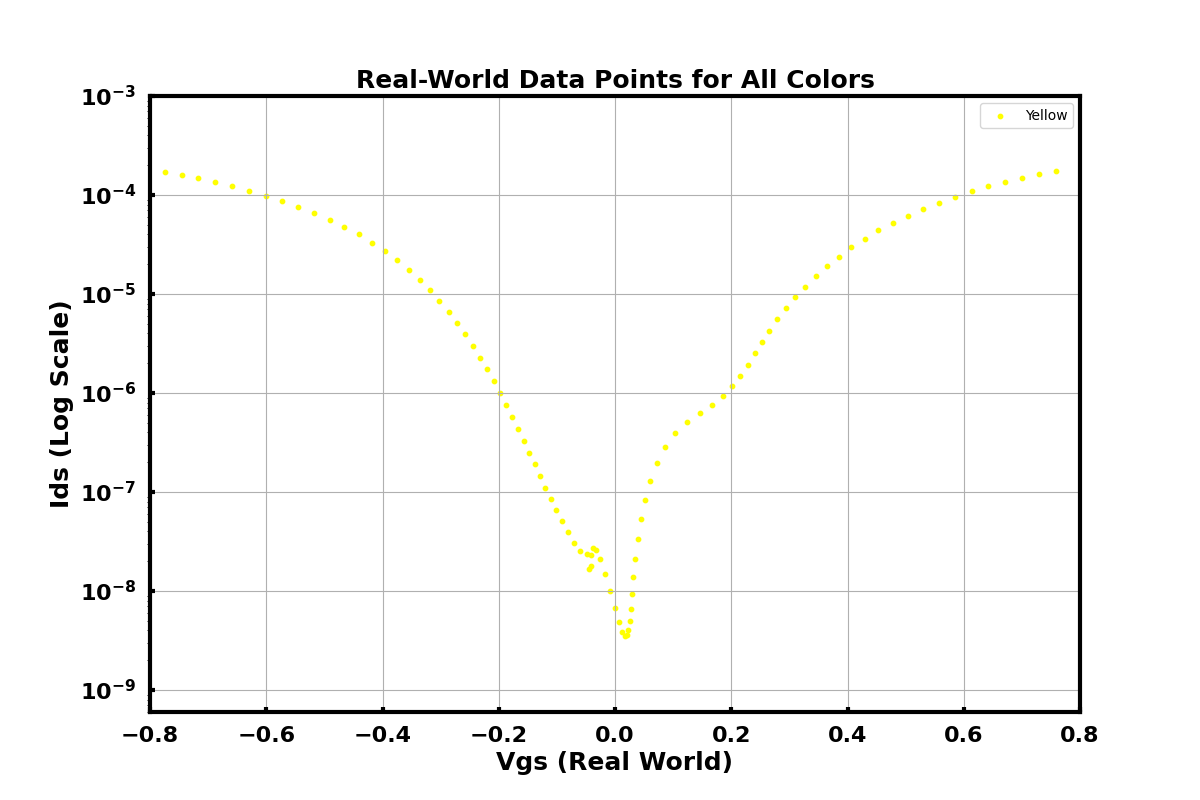 Real-World Data Points for All Colors
Yellow
Ids (Log Scale)
10⁻³
10⁻⁴
10⁻⁵
10⁻⁶
10⁻⁷
10⁻⁸
10⁻⁹
−0.8 −0.6 −0.4 −0.2 0.0 0.2 0.4 0.6 0.8
Vgs (Real World)